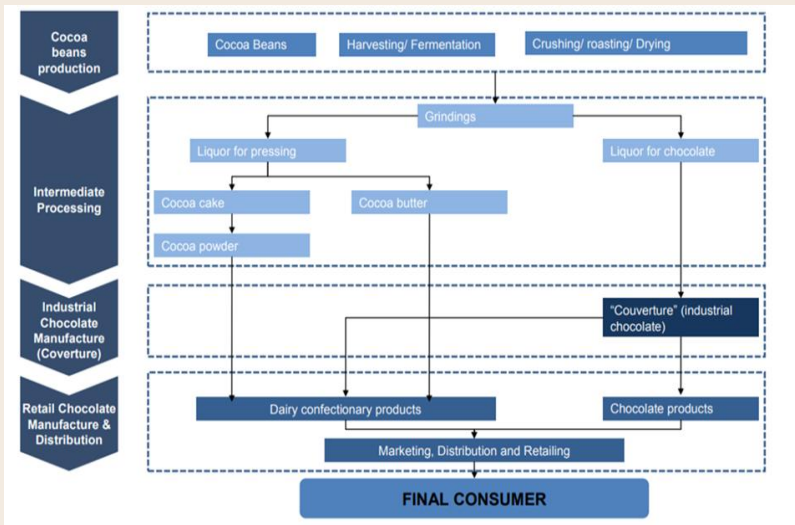 Cocoa
beans
production
Cocoa Beans
Harvesting/ Fermentation
Crushing/ roasting/ Drying
Intermediate
Processing
Grindings
Liquor for pressing
Liquor for chocolate
Cocoa cake
Cocoa butter
Cocoa powder
Industrial
Chocolate
Manufacture
(Coverture)
"Couverture" (industrial
chocolate)
Retail Chocolate
Manufacture &
Distribution
Dairy confectionary products
Chocolate products
Marketing, Distribution and Retailing
FINAL CONSUMER